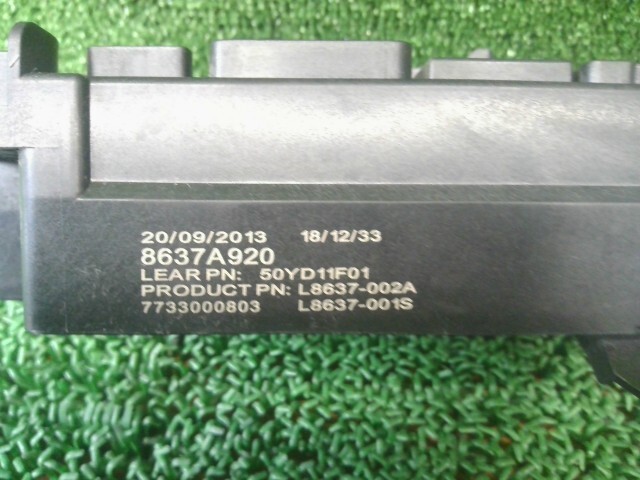 20/09/2013 18/12/33
8637A920
LEAR PN: 50YD11F01
PRODUCT PN: L8637-002A
7733000803 L8637-001S